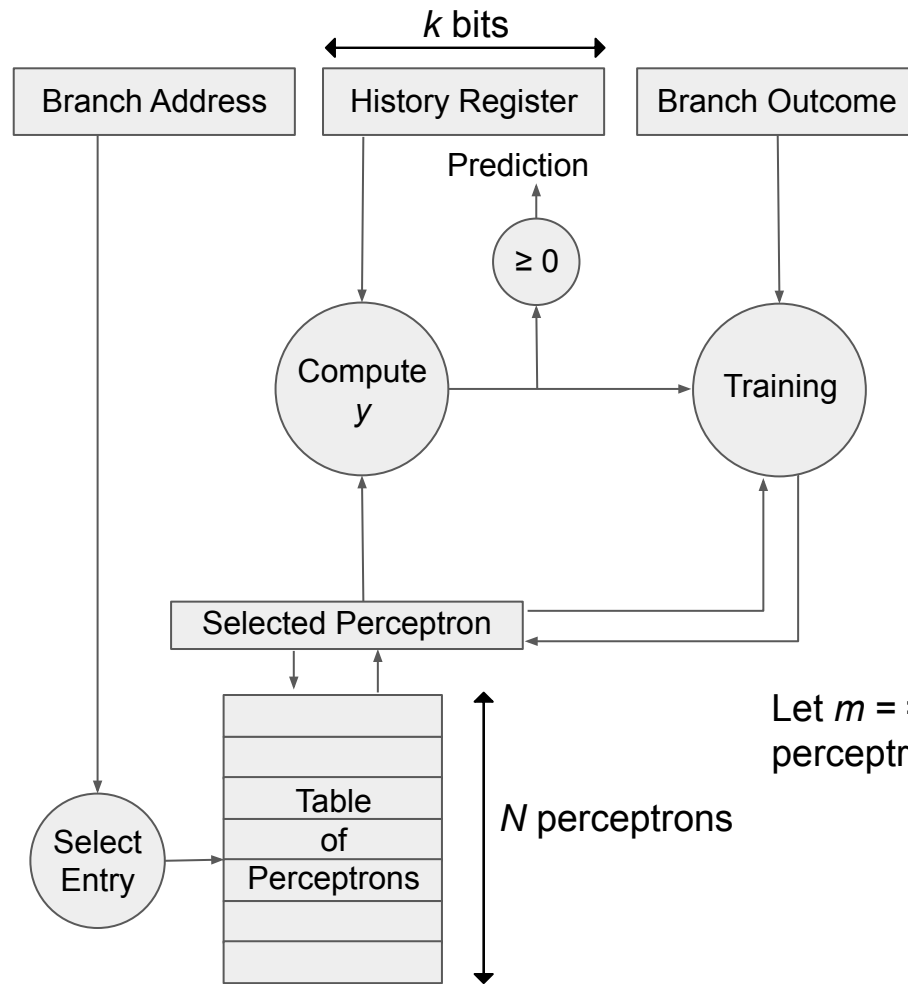 k bits
Branch Address
History Register
Branch Outcome
Prediction
≥ 0
Compute
y
Training
Selected Perceptron
Let m =
Table
of
Perceptrons
N perceptrons
Select
Entry